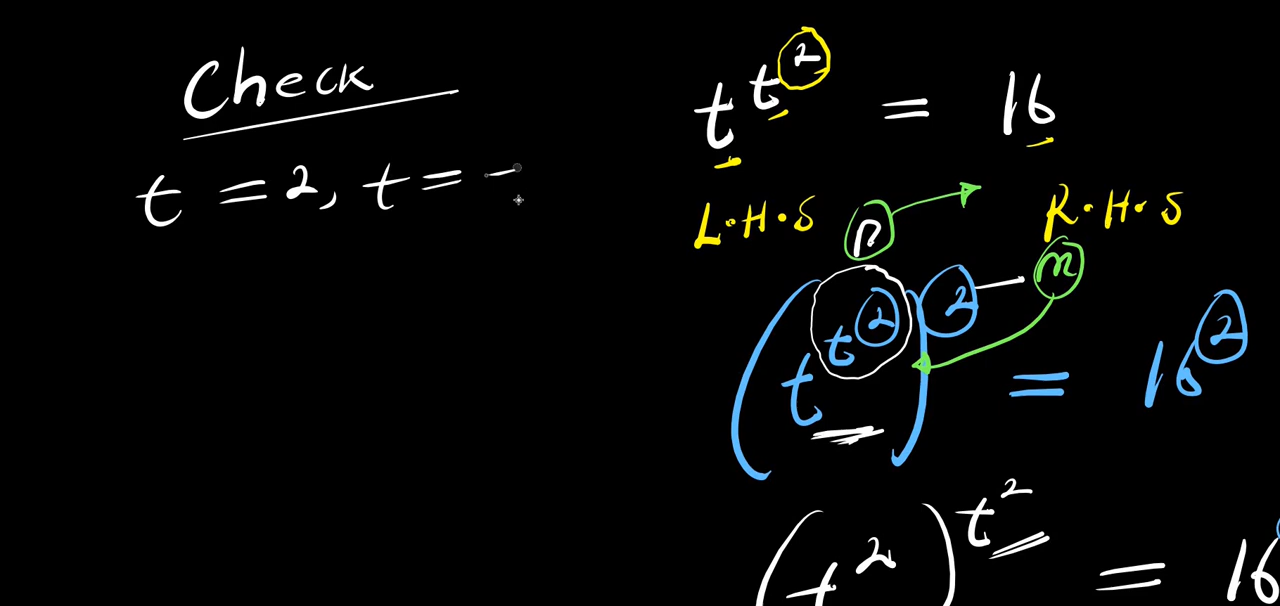 Check
t = 2, t = -
t^{t^2} = 16
L.H.S R.H.S
p
m
(t^{t^2})^2 = 16^2
(t^2)^{t^2} = 16